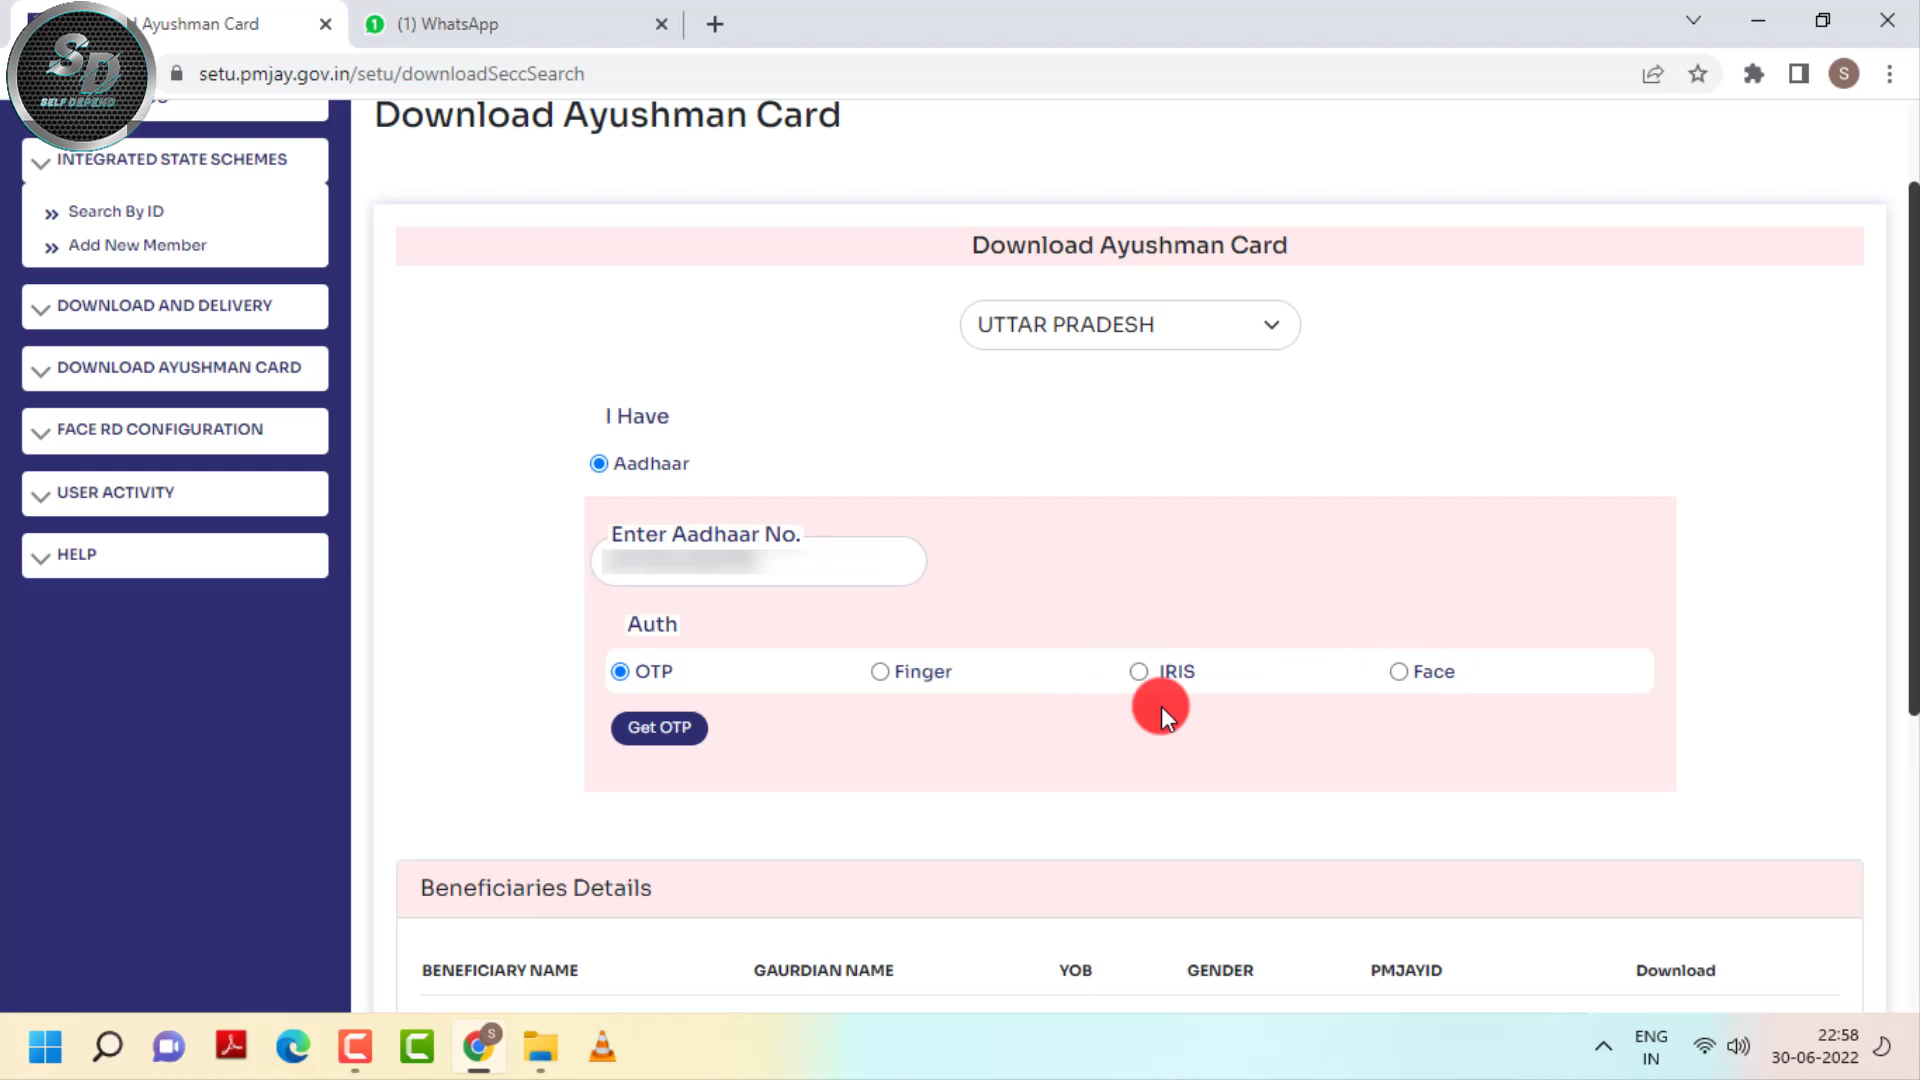 Ayushman Card
(1) WhatsApp
setu.pmjay.gov.in/setu/downloadSeccSearch
S
SD
SELF DEPEND
Download Ayushman Card
INTEGRATED STATE SCHEMES
Search By ID
Add New Member
DOWNLOAD AND DELIVERY
DOWNLOAD AYUSHMAN CARD
FACE RD CONFIGURATION
USER ACTIVITY
HELP
Download Ayushman Card
UTTAR PRADESH
I Have
Aadhaar
Enter Aadhaar No.
Auth
OTP Finger IRIS Face
Get OTP
Beneficiaries Details
BENEFICIARY NAME GAURDIAN NAME YOB GENDER PMJAYID Download
ENG
IN
22:58
30-06-2022